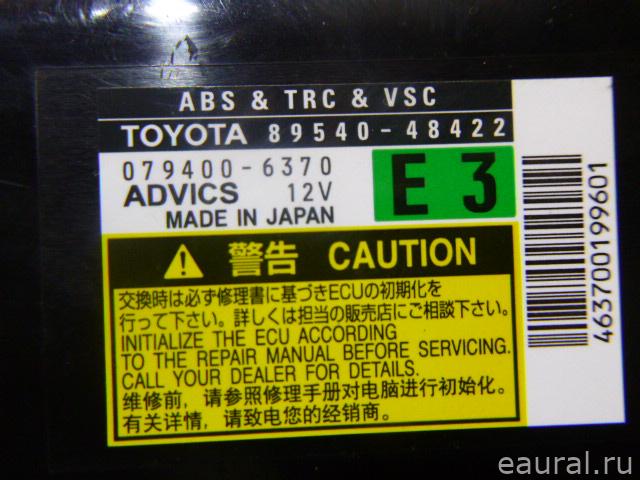 ABS & TRC & VSC
TOYOTA 89540-48422
079400-6370
ADVICS 12V
MADE IN JAPAN
E 3
警告 CAUTION
交換時は必ず修理書に基づきECUの初期化を
行って下さい。詳しくは担当の販売店にご相談下さい。
INITIALIZE THE ECU ACCORDING
TO THE REPAIR MANUAL BEFORE SERVICING.
CALL YOUR DEALER FOR DETAILS.
维修前，请参照修理手册对电脑进行初始化。
有关详情，请致电您的经销商。
463700199601
eaural.ru